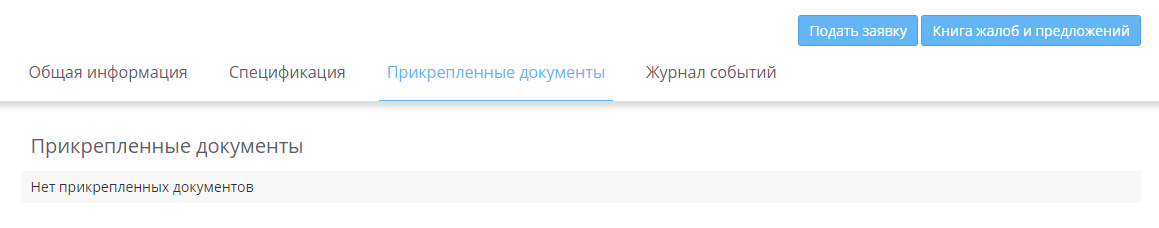 Подать заявку Книга жалоб и предложений
Общая информация Спецификация Прикрепленные документы Журнал событий
Прикрепленные документы
Нет прикрепленных документов